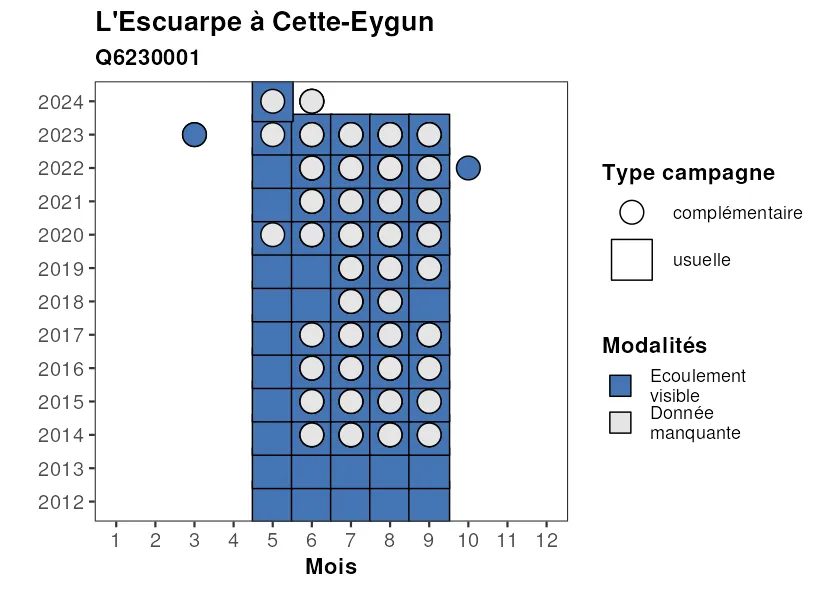 L'Escuarpe à Cette-Eygun
Q6230001
2024
2023
2022
2021
2020
2019
2018
2017
2016
2015
2014
2013
2012
1 2 3 4 5 6 7 8 9 10 11 12
Mois
Type campagne
complémentaire
usuelle
Modalités
Ecoulement
visible
Donnée
manquante